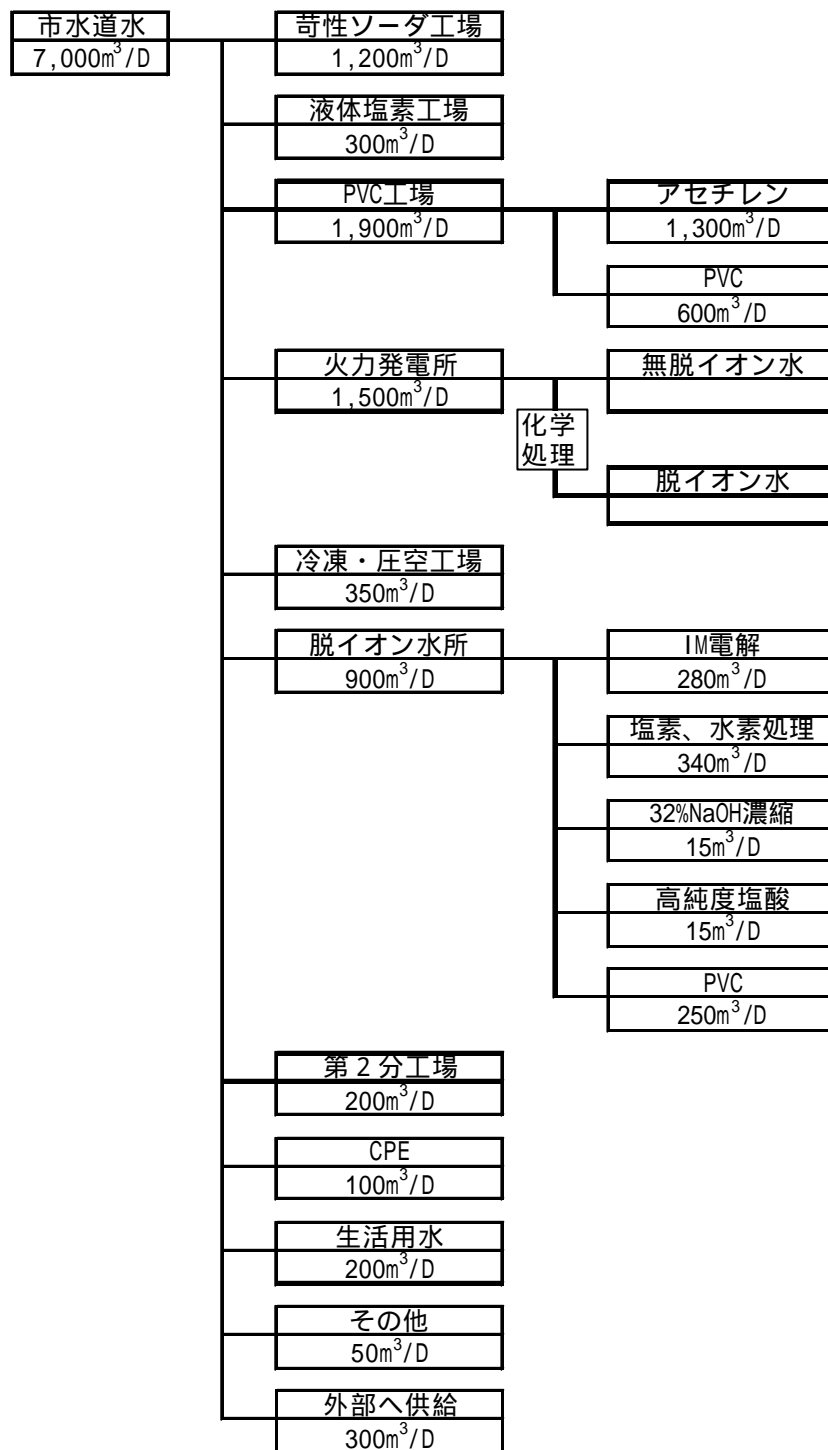 市水道水
7,000m³/D
苛性ソーダ工場
1,200m³/D
液体塩素工場
300m³/D
PVC工場
1,900m³/D
アセチレン
1,300m³/D
PVC
600m³/D
火力発電所
1,500m³/D
無脱イオン水
化学
処理
脱イオン水
冷凍・圧空工場
350m³/D
脱イオン水所
900m³/D
IM電解
280m³/D
塩素、水素処理
340m³/D
32%NaOH濃縮
15m³/D
高純度塩酸
15m³/D
PVC
250m³/D
第2分工場
200m³/D
CPE
100m³/D
生活用水
200m³/D
その他
50m³/D
外部へ供給
300m³/D